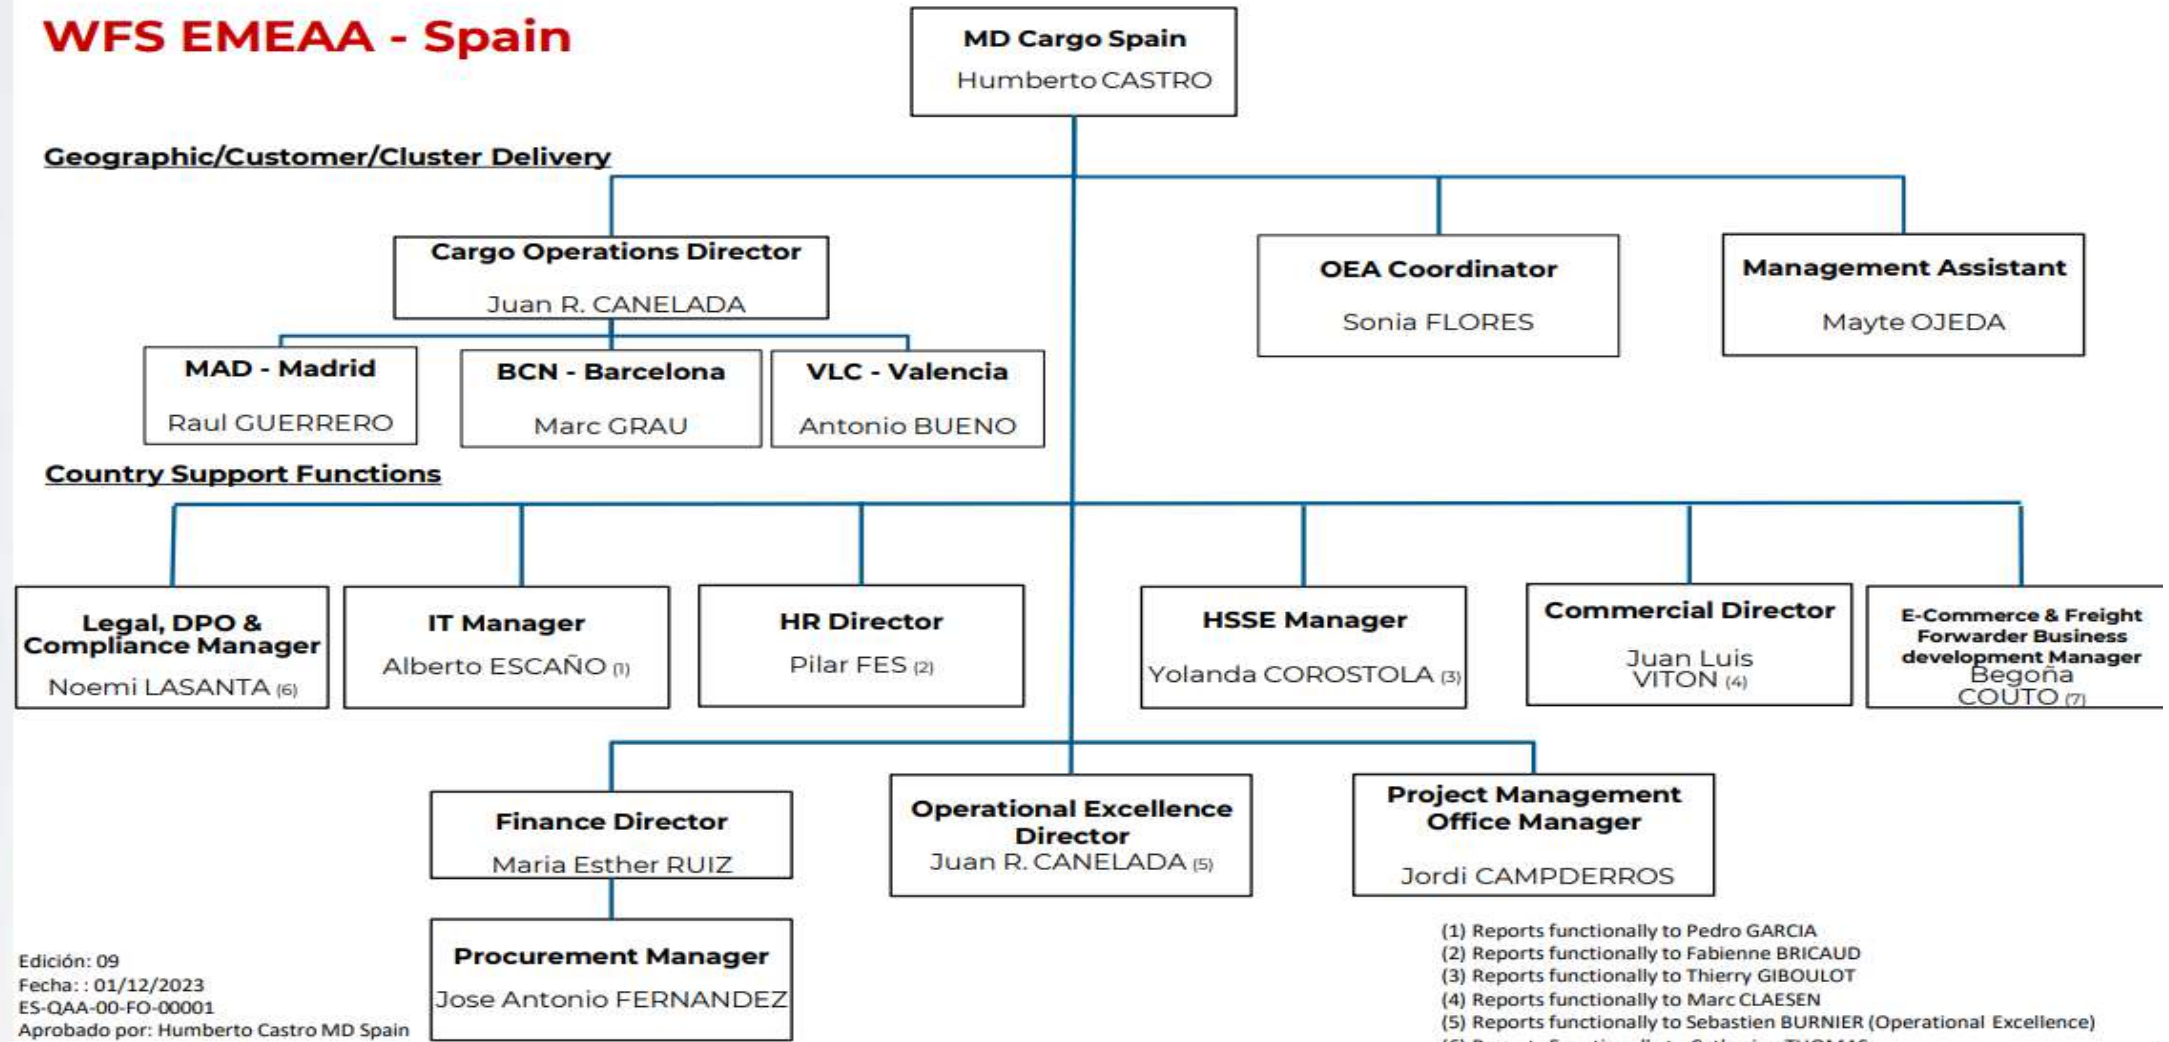 WFS EMEAA - Spain
MD Cargo Spain
Humberto CASTRO
Geographic/Customer/Cluster Delivery
Cargo Operations Director
Juan R. CANELADA
OEA Coordinator
Sonia FLORES
Management Assistant
Mayte OJEDA
MAD - Madrid
Raul GUERRERO
BCN - Barcelona
Marc GRAU
VLC - Valencia
Antonio BUENO
Country Support Functions
Legal, DPO &
Compliance Manager
Noemi LASANTA (6)
IT Manager
Alberto ESCAÑO (1)
HR Director
Pilar FES (2)
HSSE Manager
Yolanda COROSTOLA (3)
Commercial Director
Juan Luis
VITON (4)
E-Commerce & Freight
Forwarder Business
development Manager
Begoña
COUTO (7)
Finance Director
Maria Esther RUIZ
Operational Excellence
Director
Juan R. CANELADA (5)
Project Management
Office Manager
Jordi CAMPDERROS
Procurement Manager
Jose Antonio FERNANDEZ
Edición: 09
Fecha: : 01/12/2023
ES-QAA-00-FO-00001
Aprobado por: Humberto Castro MD Spain
(1) Reports functionally to Pedro GARCIA
(2) Reports functionally to Fabienne BRICAUD
(3) Reports functionally to Thierry GIBOULOT
(4) Reports functionally to Marc CLAESEN
(5) Reports functionally to Sebastien BURNIER (Operational Excellence)